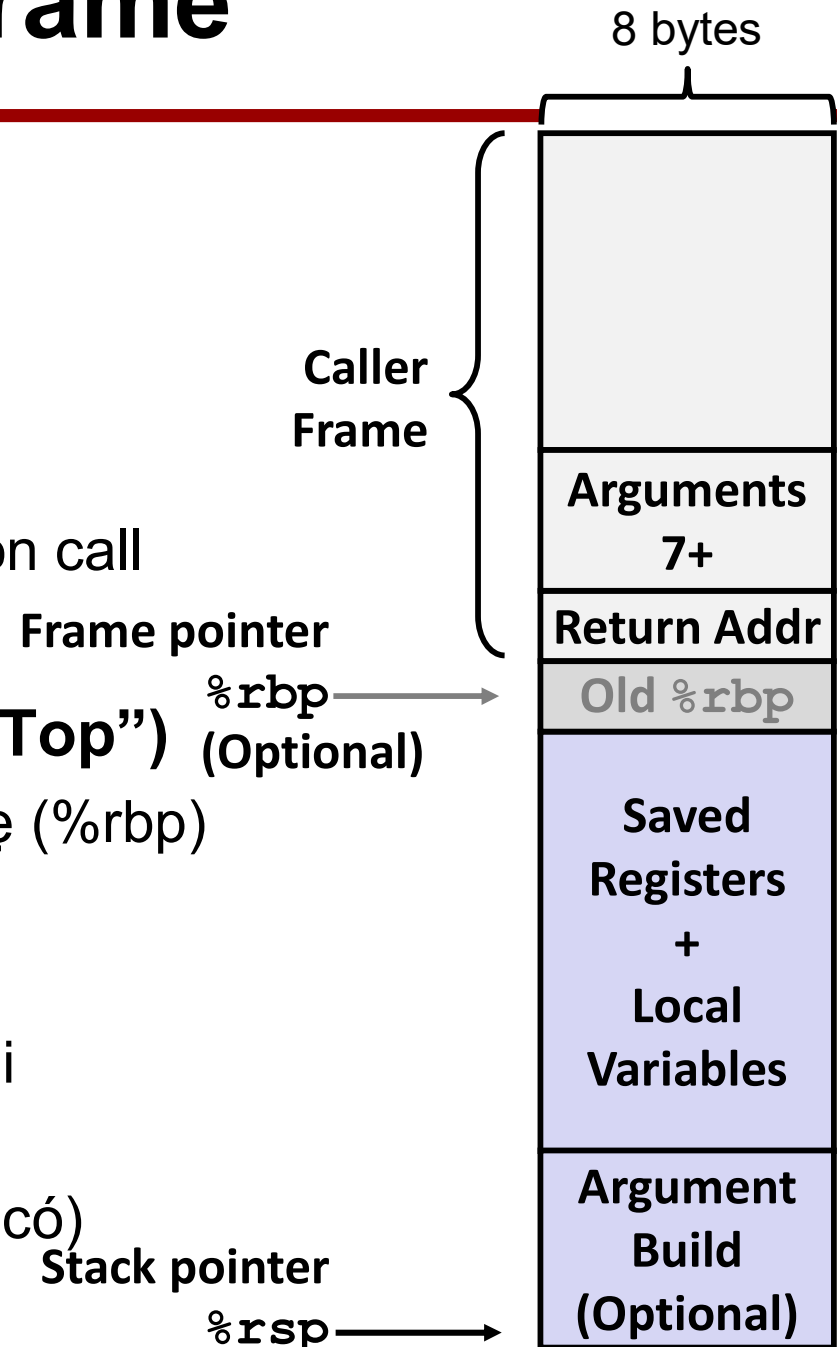 rame
8 bytes
Caller
Frame
Arguments
7+
on call
Return Addr
Frame pointer
%rbp
(Optional)
Old %rbp
Top”)
ẹ (%rbp)
Saved
Registers
+
Local
Variables
i
có)
Argument
Build
(Optional)
Stack pointer
%rsp